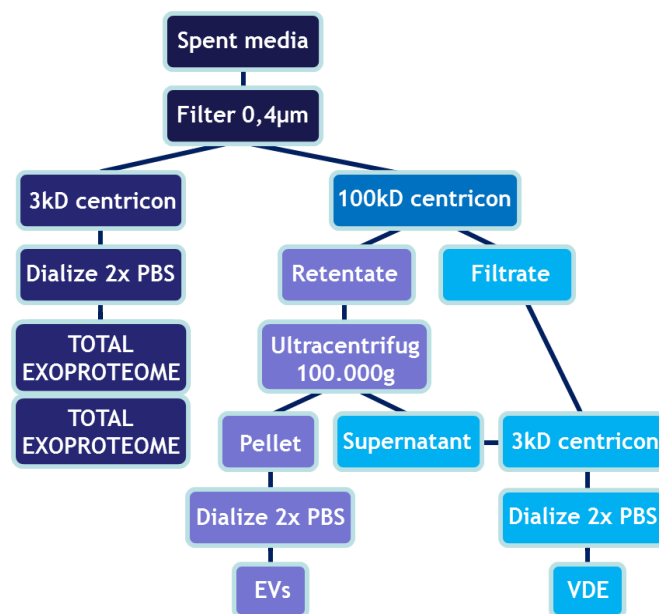 Spent media
Filter 0,4µm
3kD centricon
100kD centricon
Dialize 2x PBS
Retentate
Filtrate
TOTAL
EXOPROTEOME
Ultracentrifug
100.000g
TOTAL
EXOPROTEOME
Pellet
Supernatant
3kD centricon
Dialize 2x PBS
Dialize 2x PBS
EVs
VDE